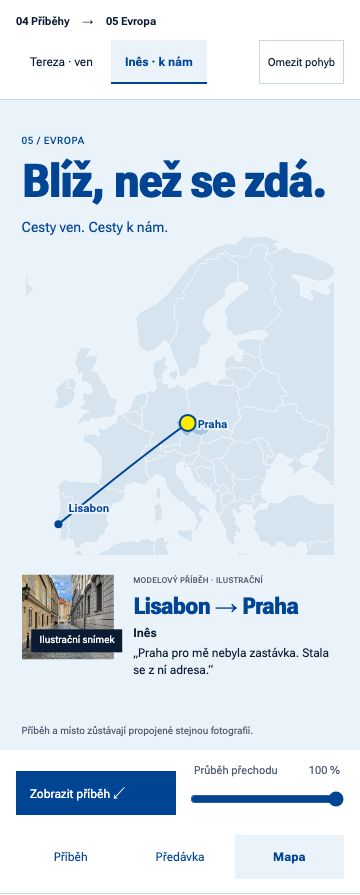 04 Příběhy → 05 Evropa
Tereza · ven
Inês · k nám
Omezit pohyb
05 / EVROPA
Blíž, než se zdá.
Cesty ven. Cesty k nám.
Praha
Lisabon
MODELOVÝ PŘÍBĚH · ILUSTRAČNÍ
Lisabon → Praha
Inês
„Praha pro mě nebyla zastávka. Stala
se z ní adresa.“
Ilustrační snímek
Příběh a místo zůstávají propojené stejnou fotografií.
Zobrazit příběh ↙
Průběh přechodu
100 %
Příběh
Předávka
Mapa